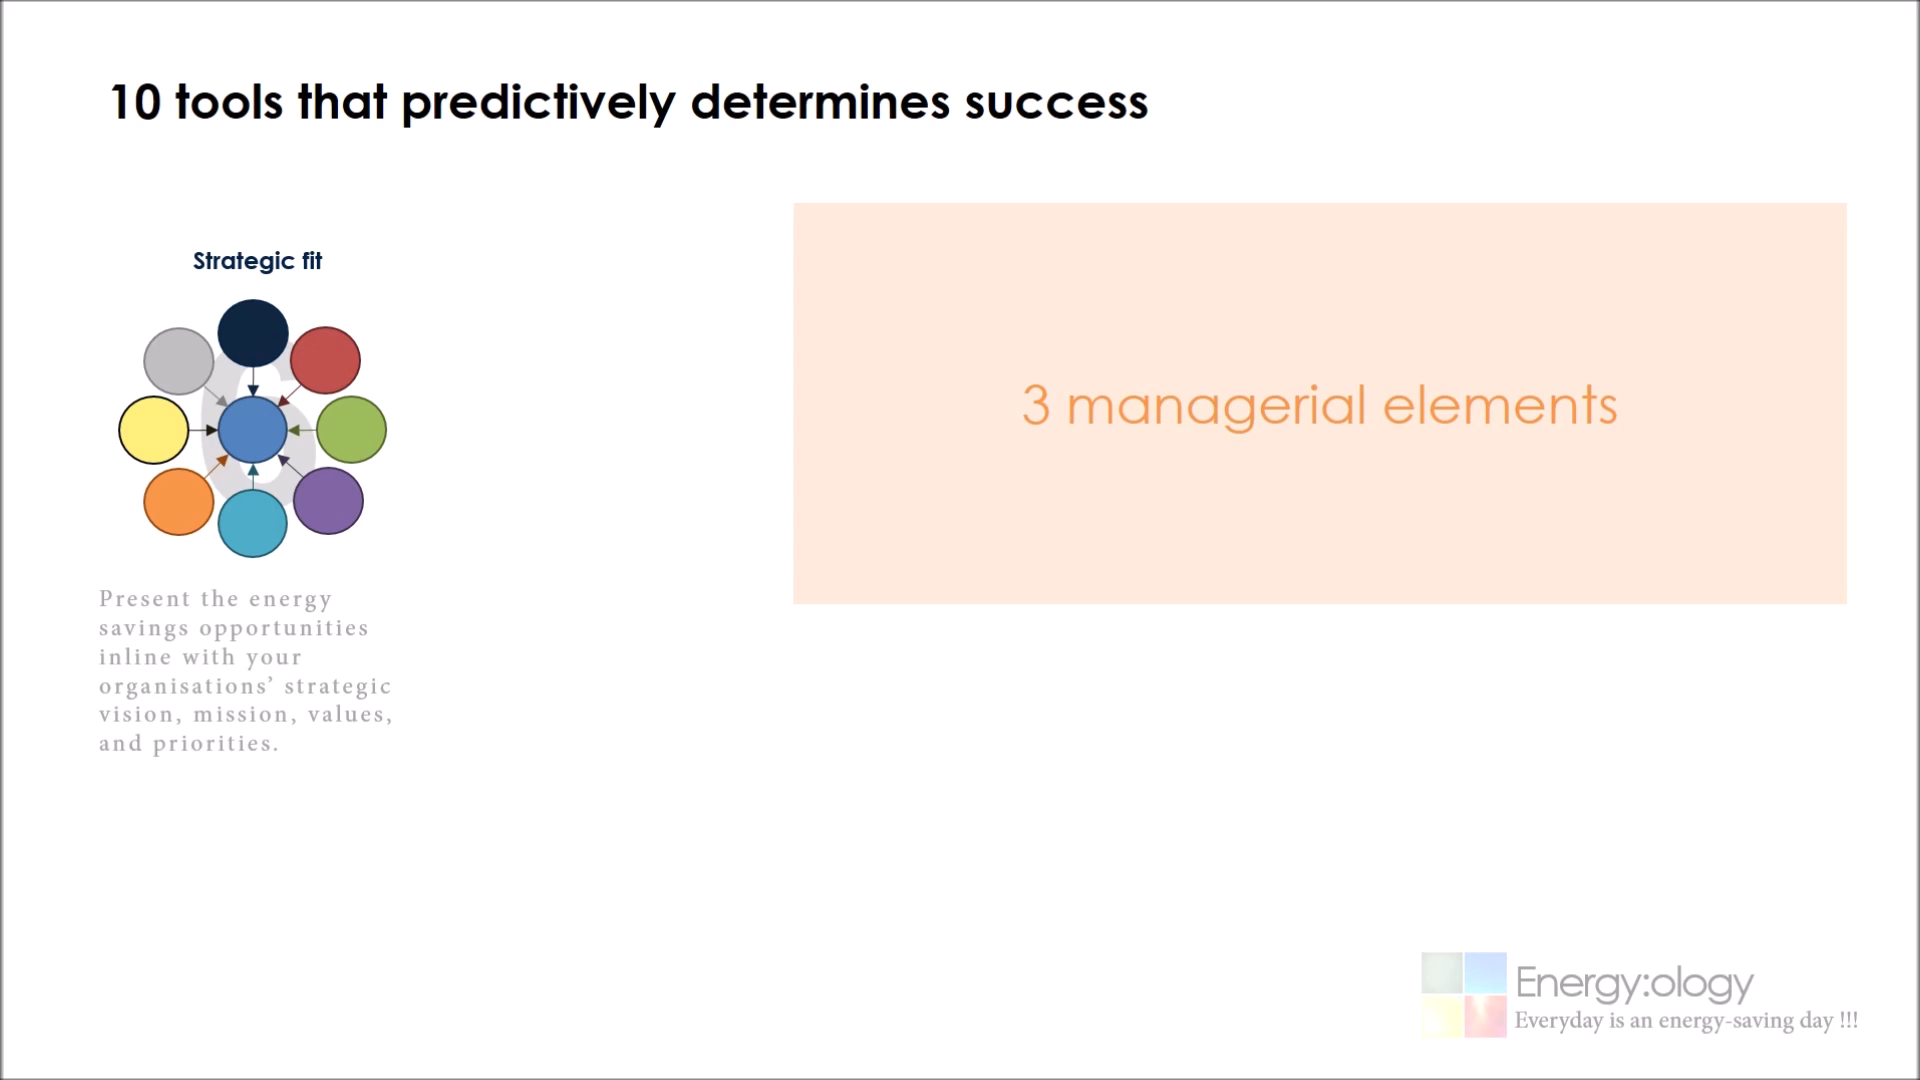 10 tools that predictively determines success
Strategic fit
6
Present the energy
savings opportunities
inline with your
organisations’ strategic
vision, mission, values,
and priorities.
3 managerial elements
Energy:ology
Everyday is an energy-saving day !!!